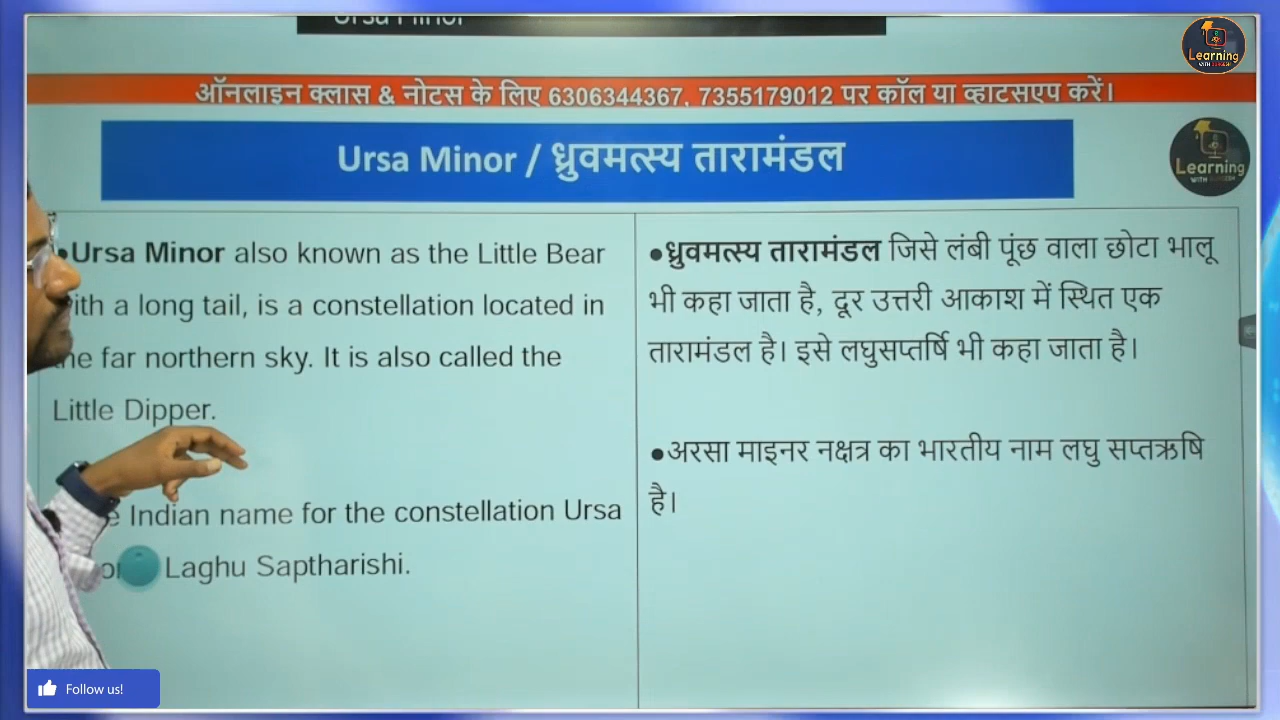 ऑनलाइन क्लास & नोटस के लिए 6306344367, 7355179012 पर कॉल या व्हाटसएप करें।
Learning
Ursa Minor / ध्रुवमत्स्य तारामंडल
Learning
•Ursa Minor also known as the Little Bear
with a long tail, is a constellation located in
the far northern sky. It is also called the
Little Dipper.
Indian name for the constellation Ursa
Laghu Saptharishi.
•ध्रुवमत्स्य तारामंडल जिसे लंबी पूंछ वाला छोटा भालू
भी कहा जाता है, दूर उत्तरी आकाश में स्थित एक
तारामंडल है। इसे लघुसप्तर्षि भी कहा जाता है।
•अरसा माइनर नक्षत्र का भारतीय नाम लघु सप्तऋषि
है।
Follow us!